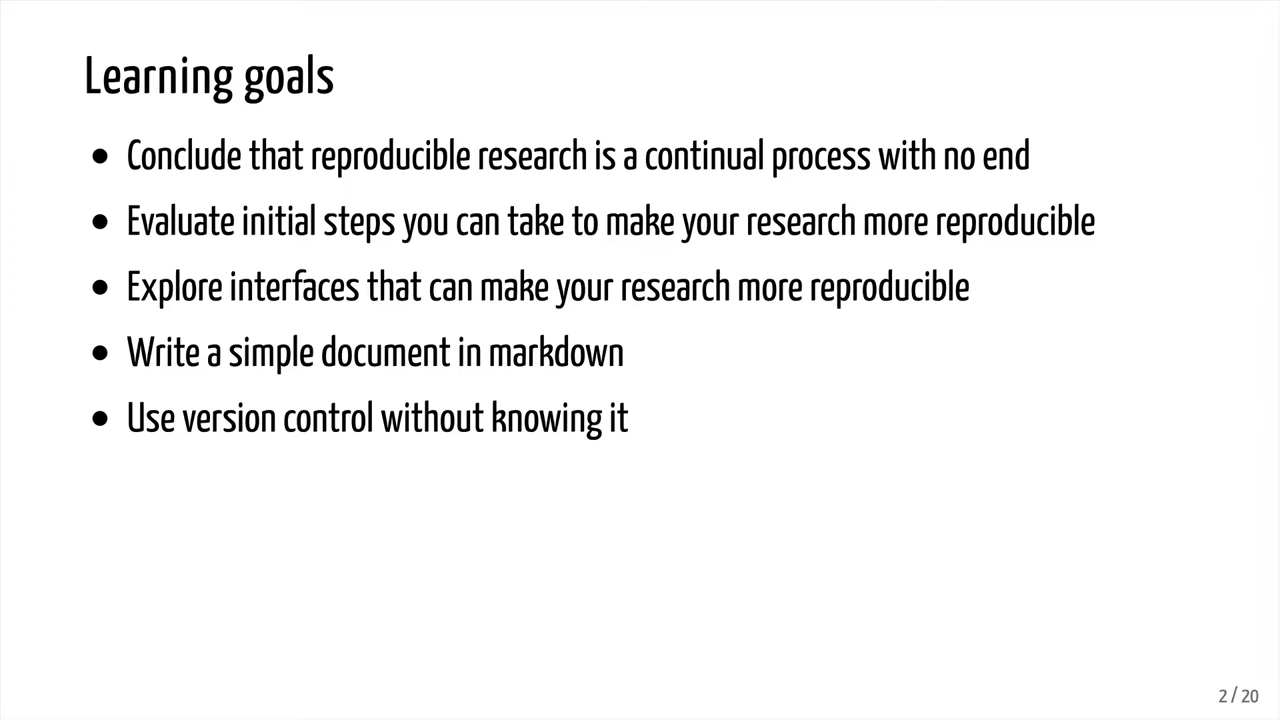 Learning goals
• Conclude that reproducible research is a continual process with no end
• Evaluate initial steps you can take to make your research more reproducible
• Explore interfaces that can make your research more reproducible
• Write a simple document in markdown
• Use version control without knowing it
2 / 20